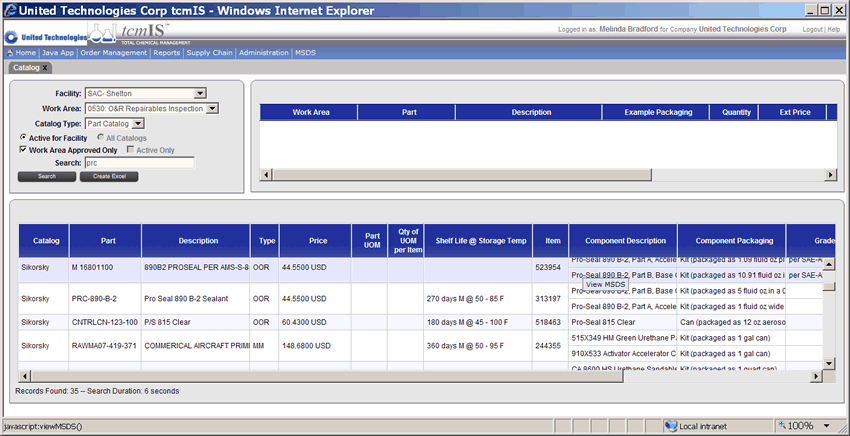 United Technologies Corp tcmIS - Windows Internet Explorer
United Technologies
tcmIS™
TOTAL CHEMICAL MANAGEMENT
Logged in as: Melinda Bradford for Company United Technologies Corp
Logout | Help
Home | Java App | Order Management | Reports | Supply Chain | Administration | MSDS
Catalog X
Facility: SAC- Shelton
Work Area: 0530: O&R Repairables Inspection
Catalog Type: Part Catalog
Active for Facility All Catalogs
Work Area Approved Only Active Only
Search: prc
Search Create Excel
Work Area Part Description Example Packaging Quantity Ext Price
Catalog Part Description Type Price Part UOM Qty of UOM per Item Shelf Life @ Storage Temp Item Component Description Component Packaging Grade
Pro-Seal 890 B-2, Part A, Accele Kit (packaged as 1.09 fluid oz pl per SAE-A
Sikorsky M 16801100 890B2 PROSEAL PER AMS-S-8 OOR 44.5500 USD 523954
Pro-Seal 890 B-2, Part B, Base C Kit (packaged as 10.91 fluid oz i per SAE-A
View MSDS
Pro-Seal 890 B-2, Part B, Base C Kit (packaged as 5 fluid oz in a 
Sikorsky PRC-890-B-2 Pro Seal 890 B-2 Sealant OOR 44.5500 USD 270 days M @ 50 - 85 F 313197
Pro-Seal 890 B-2, Part A, Accele Kit (packaged as 1 fluid oz wide
Sikorsky CNTRLCN-123-100 P/S 815 Clear OOR 60.4300 USD 180 days M @ 45 - 100 F 518463 Pro-Seal 815 Clear Can (packaged as 12 oz aeroso
515X349 HM Green Urethane Pa Kit (packaged as 1 gal can)
Sikorsky RAWMA07-419-371 COMMERICAL AIRCRAFT PRIMI MM 148.6800 USD 360 days M @ 50 - 95 F 244355
910X533 Activator Accelerator C Kit (packaged as 1 gal can)
CA 8600 HS Urethane Sandable Kit (packaged as 1 quart can)
Records Found: 35 -- Search Duration: 6 seconds
javascript:viewMSDS()
Local intranet
100%